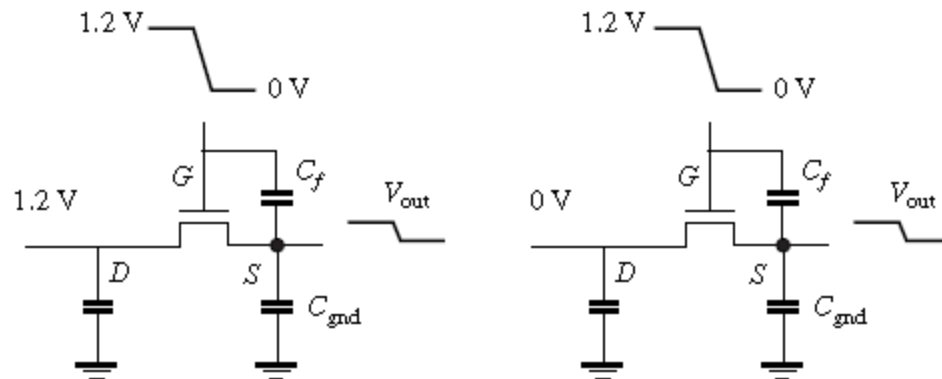 1.2 V
0 V
G
C_f
1.2 V
V_out
D
S
C_gnd
1.2 V
0 V
G
C_f
0 V
V_out
D
S
C_gnd